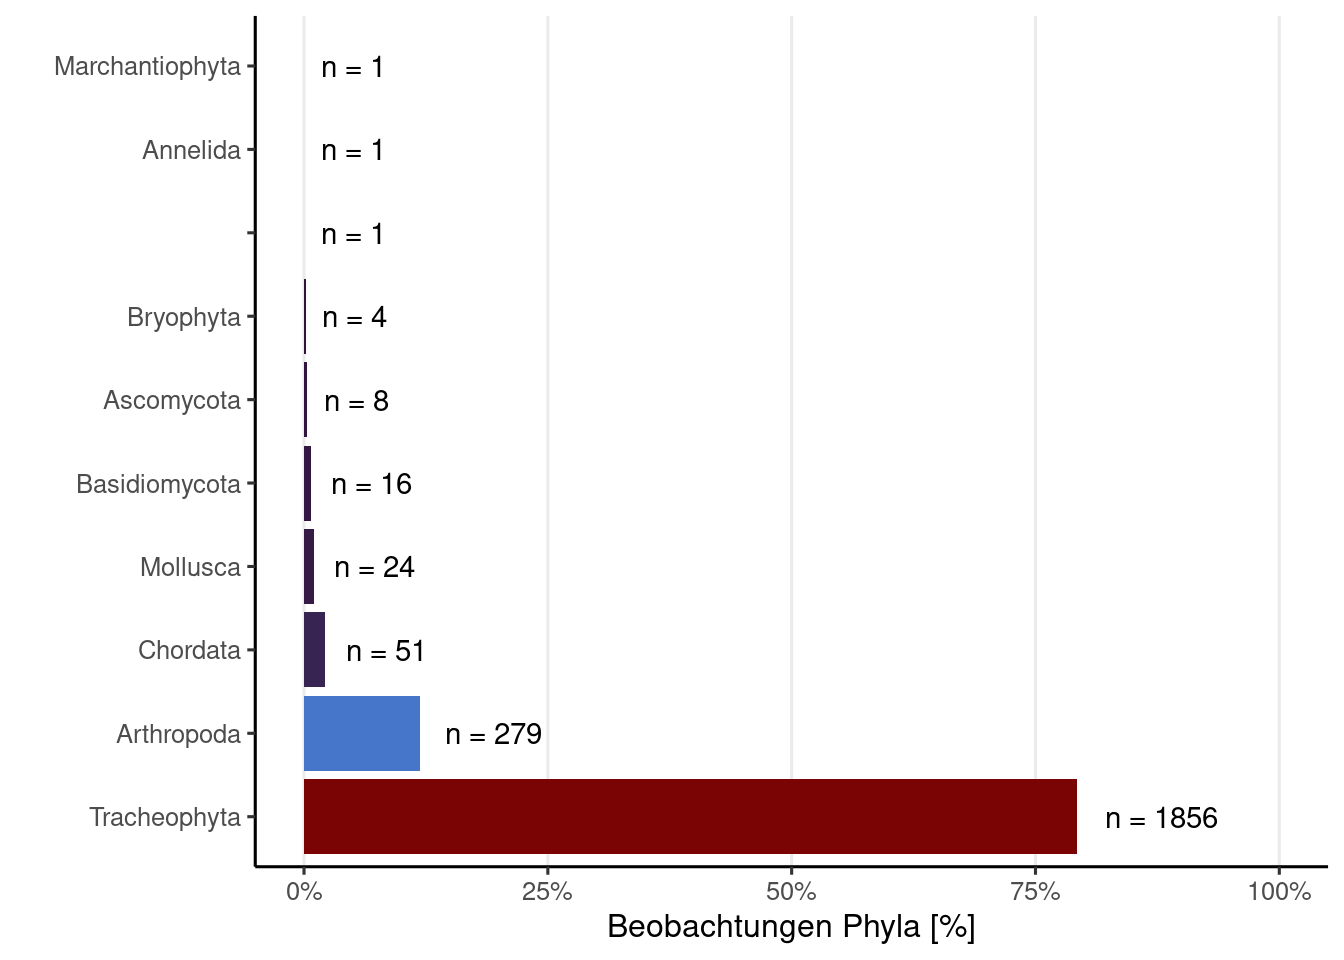 Marchantiophyta n = 1
Annelida n = 1
n = 1
Bryophyta n = 4
Ascomycota n = 8
Basidiomycota n = 16
Mollusca n = 24
Chordata n = 51
Arthropoda n = 279
Tracheophyta n = 1856
0% 25% 50% 75% 100%
Beobachtungen Phyla [%]